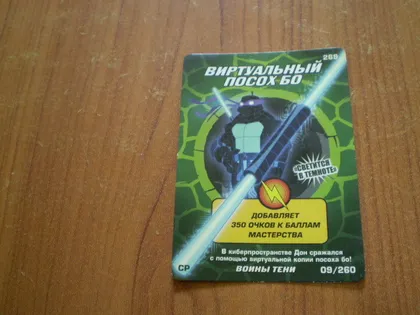 268
ВИРТУАЛЬНЫЙ
ПОСОХ БО
«СВЕТИТСЯ
В ТЕМНОТЕ»
ДОБАВЛЯЕТ
350 ОЧКОВ К БАЛЛАМ
МАСТЕРСТВА
В киберпространстве Дон сражался
с помощью виртуальной копии посоха бо!
СР
ВОИНЫ ТЕНИ
09/260